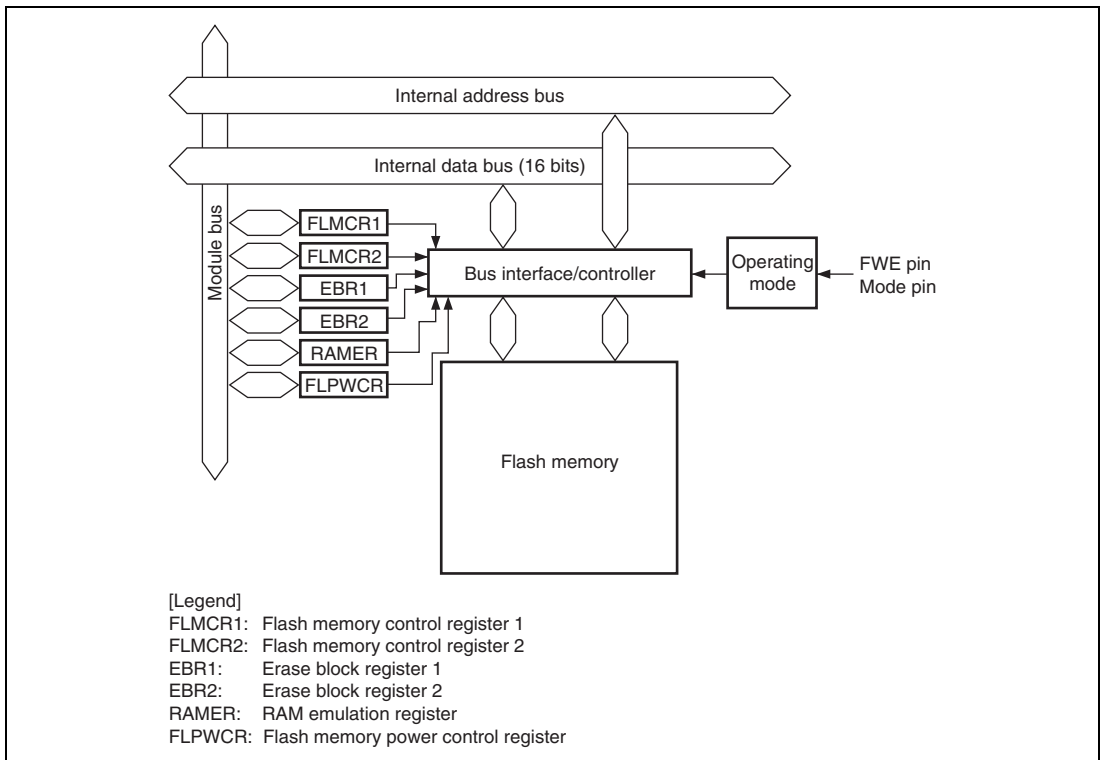 Internal address bus
Internal data bus (16 bits)
Module bus
FLMCR1
FLMCR2
EBR1
EBR2
RAMER
FLPWCR
Bus interface/controller
Operating
mode
FWE pin
Mode pin
Flash memory
[Legend]
FLMCR1: Flash memory control register 1
FLMCR2: Flash memory control register 2
EBR1: Erase block register 1
EBR2: Erase block register 2
RAMER: RAM emulation register
FLPWCR: Flash memory power control register